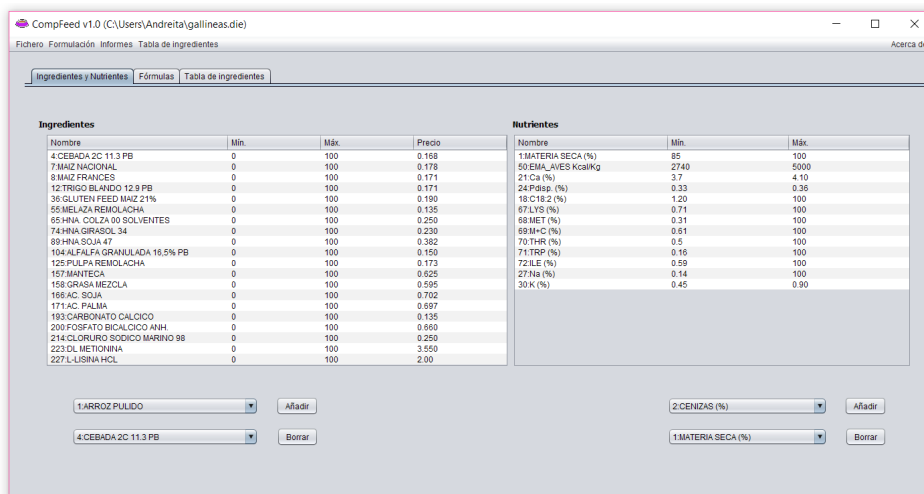 CompFeed v1.0 (C:\Users\Andreita\gallíneas.die)
Fichero Formulación Informes Tabla de ingredientes Acerca de
Ingredientes y Nutrientes Fórmulas Tabla de ingredientes
Ingredientes
Nombre Mín. Máx. Precio
4:CEBADA 2C 11.3 PB 0 100 0.168
7:MAIZ NACIONAL 0 100 0.178
8:MAIZ FRANCES 0 100 0.171
12:TRIGO BLANDO 12.9 PB 0 100 0.171
36:GLUTEN FEED MAIZ 21% 0 100 0.190
55:MELAZA REMOLACHA 0 100 0.135
65:HNA. COLZA 00 SOLVENTES 0 100 0.250
74:HNA.GIRASOL 34 0 100 0.230
89:HNA.SOJA 47 0 100 0.382
104:ALFALFA GRANULADA 16,5% PB 0 100 0.150
125:PULPA REMOLACHA 0 100 0.173
157:MANTECA 0 100 0.625
158:GRASA MEZCLA 0 100 0.595
166:AC. SOJA 0 100 0.702
171:AC. PALMA 0 100 0.697
193:CARBONATO CALCICO 0 100 0.135
200:FOSFATO BICALCICO ANH. 0 100 0.660
214:CLORURO SODICO MARINO 98 0 100 0.250
223:DL METIONINA 0 100 3.550
227:L-LISINA HCL 0 100 2.00
1:ARROZ PULIDO Añadir
4:CEBADA 2C 11.3 PB Borrar
Nutrientes
Nombre Mín. Máx.
1:MATERIA SECA (%) 85 100
50:EMA_AVES Kcal/Kg 2740 5000
21:Ca (%) 3.7 4.10
24:Pdisp. (%) 0.33 0.36
18:C18:2 (%) 1.20 100
67:LYS (%) 0.71 100
68:MET (%) 0.31 100
69:M+C (%) 0.61 100
70:THR (%) 0.5 100
71:TRP (%) 0.16 100
72:ILE (%) 0.59 100
27:Na (%) 0.14 100
30:K (%) 0.45 0.90
2:CENIZAS (%) Añadir
1:MATERIA SECA (%) Borrar